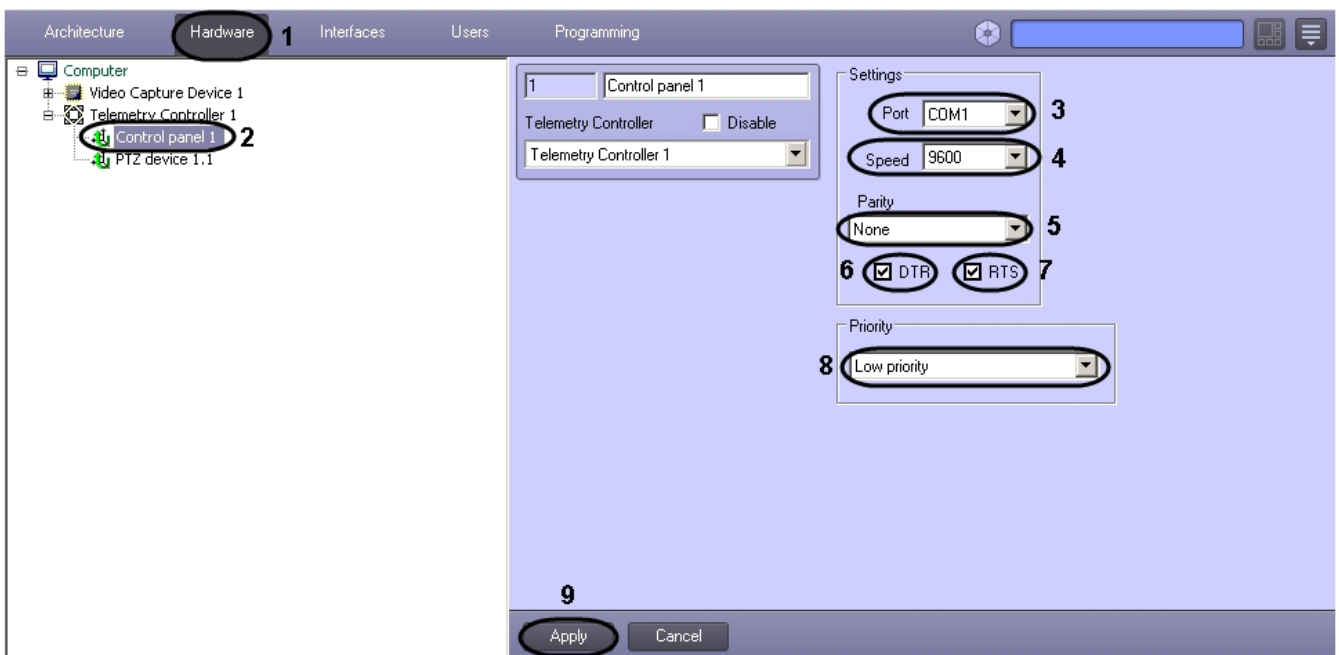 Architecture Hardware 1 Interfaces Users Programming
Computer
Video Capture Device 1
Telemetry Controller 1
Control panel 1 2
PTZ device 1.1
1 Control panel 1
Telemetry Controller Disable
Telemetry Controller 1
Settings
Port COM1 3
Speed 9600 4
Parity
None 5
6 DTR RTS 7
Priority
8 Low priority
9
Apply Cancel